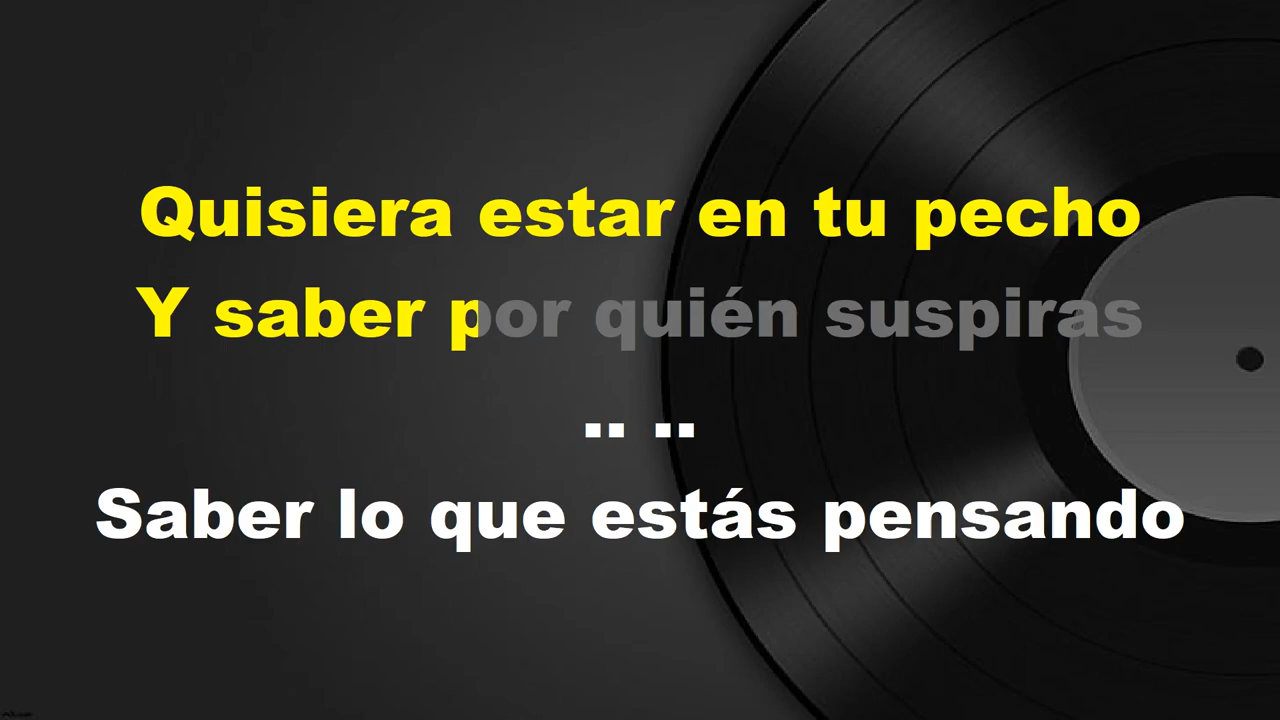 Quisiera estar en tu pecho
Y saber por quién suspiras
.. ..
Saber lo que estás pensando